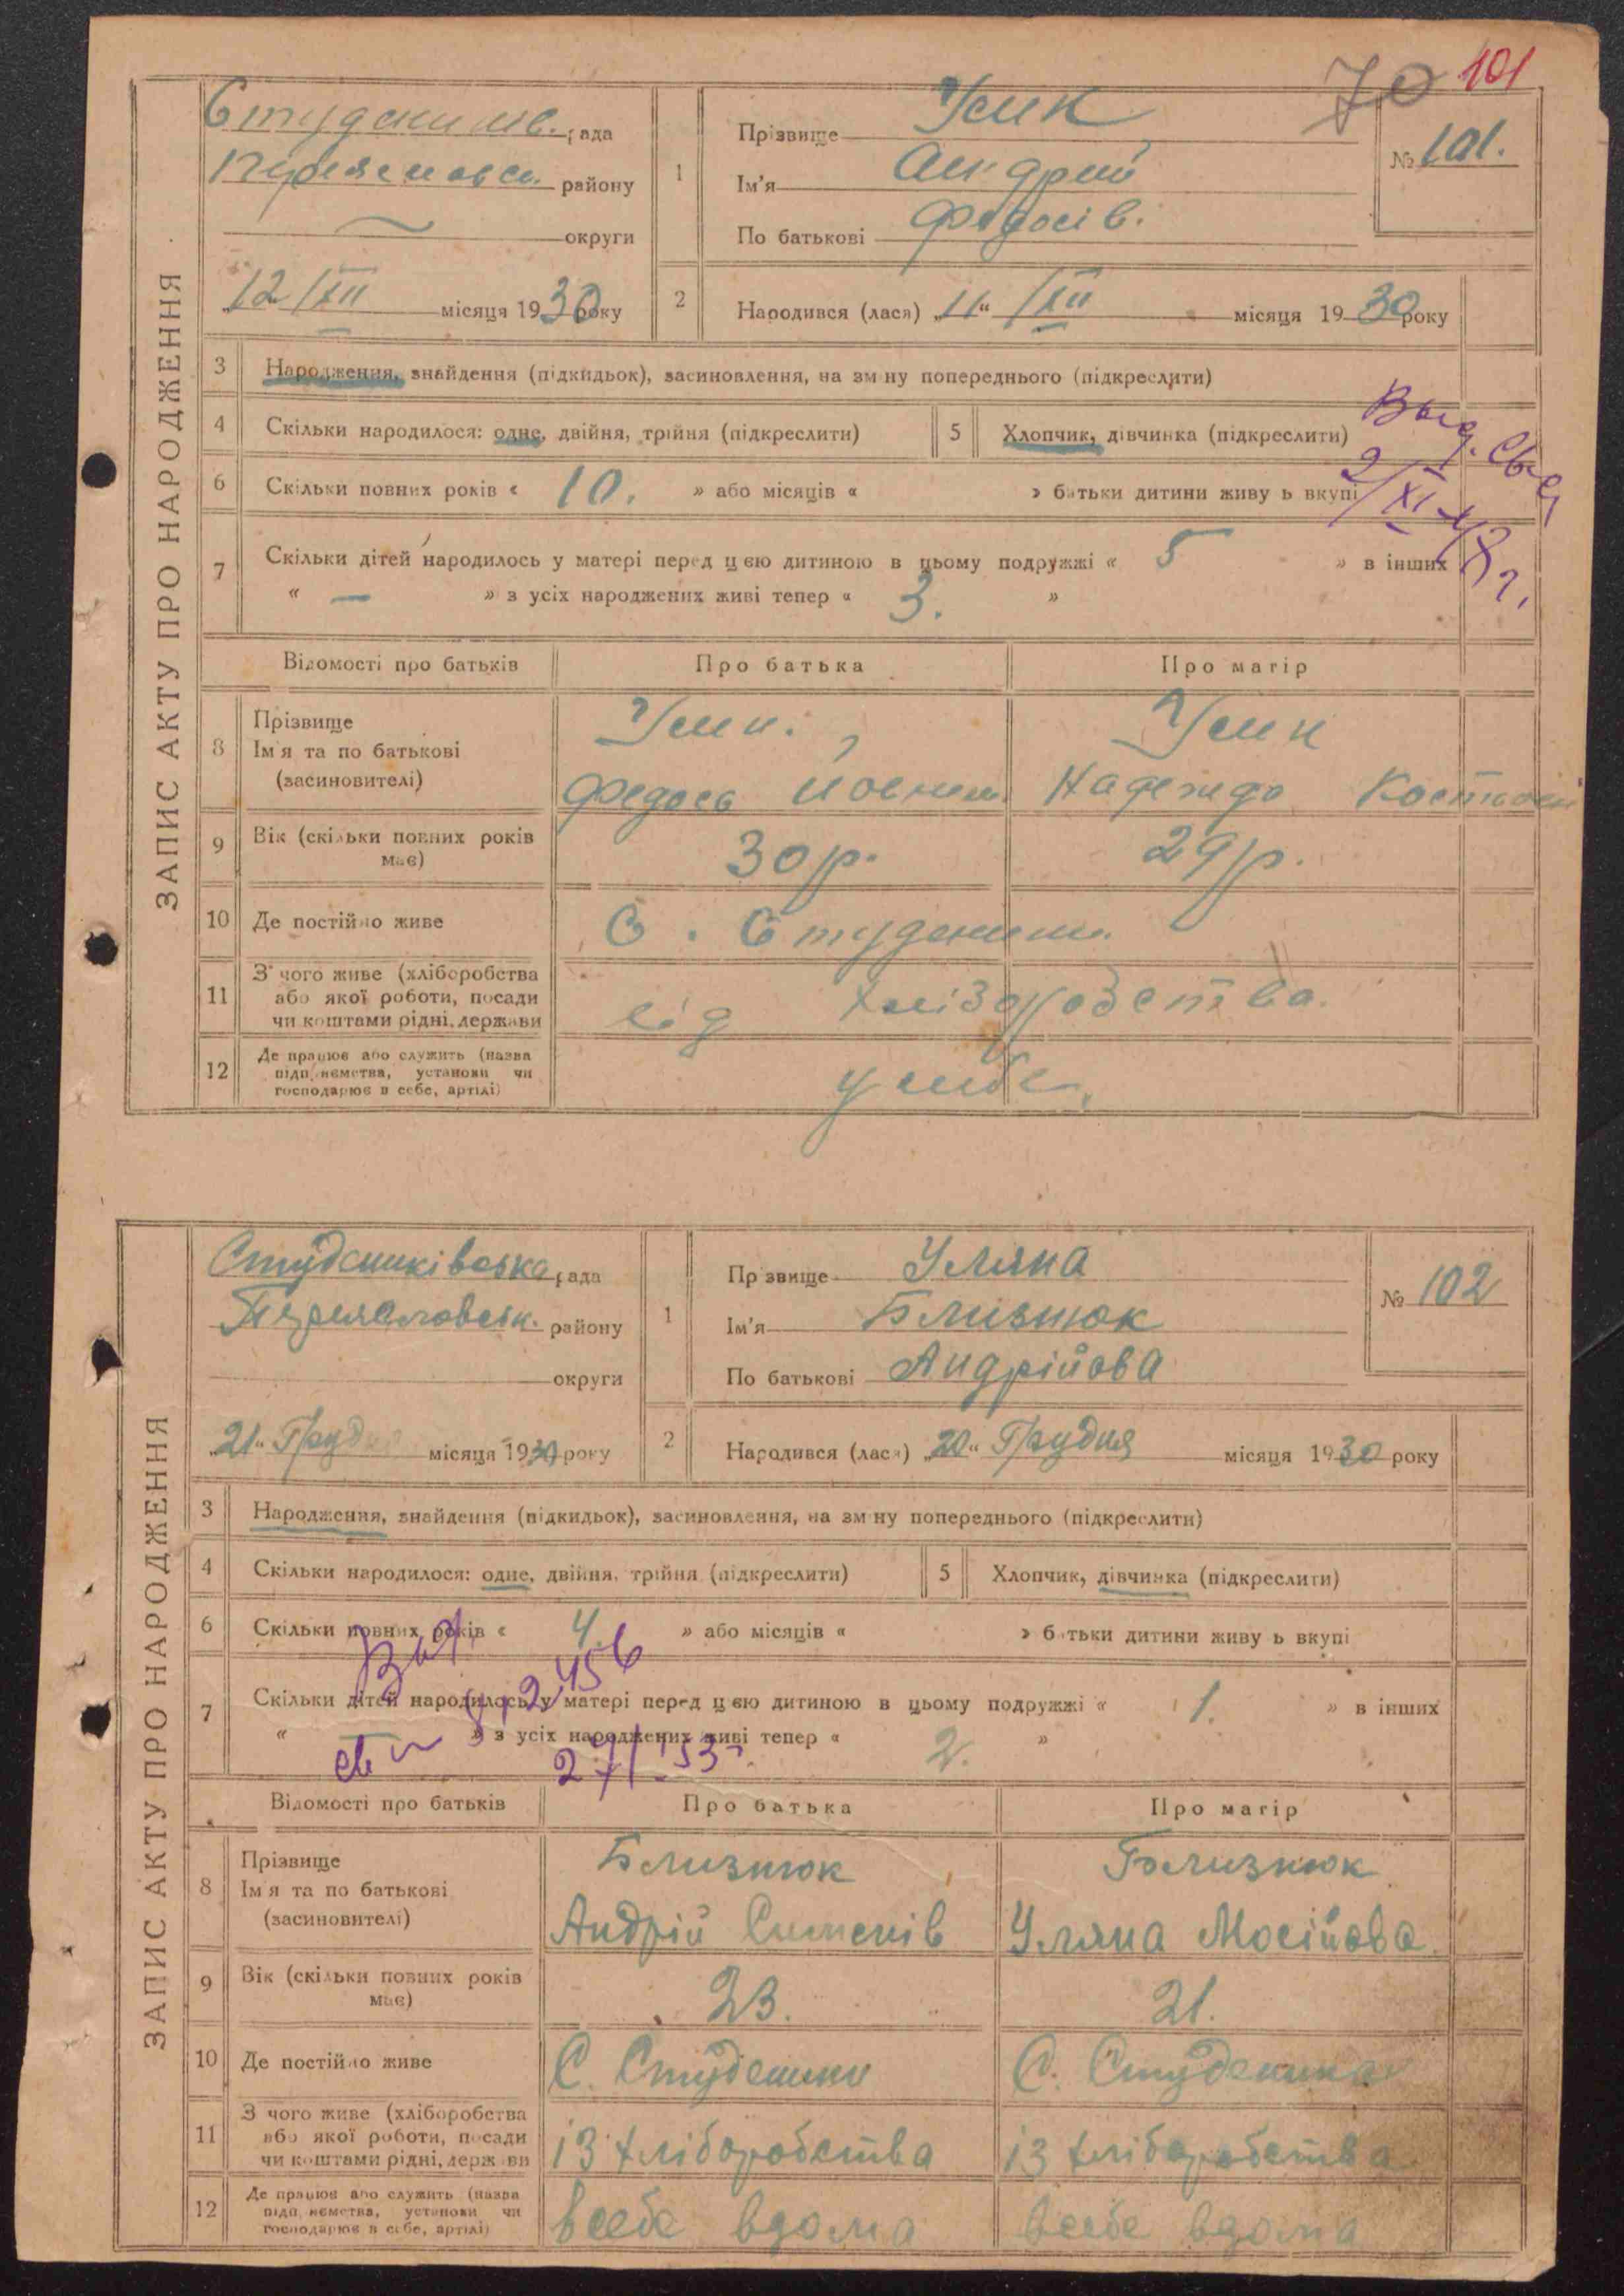 70 101
ЗАПИС АКТУ ПРО НАРОДЖЕННЯ
рада
району
округи
12/XII місяця 1930 року
1
Прізвище Усик
Ім'я Андрій
По батькові Федосів.
№ 101.
2
Народився (лася) „11“ /XII місяця 1930 року
3 Народження, знайдення (підкидьок), засиновлення, на зміну попереднього (підкреслити)
4 Скільки народилося: одне, двійня, трійня (підкреслити)
5 Хлопчик, дівчинка (підкреслити)
6 Скільки повних років « 10. » або місяців « » батьки дитини живуть вкупі
7 Скільки дітей народилось у матері перед цією дитиною в цьому подружжі « 5 » в інших
« — » з усіх народжених живі тепер « 3. »
Выд.
2/XI-
Відомості про батьків Про батька Про матір
8 Прізвище
Ім'я та по батькові
(засиновителі)
Усик.
Федось
Усик
9 Вік (скільки повних років має)
30 р. 29 р.
10 Де постійно живе
С.
11 З чого живе (хліборобства
або якої роботи, посади
чи коштами рідні, держави
від хліборобства.
12 Де працює або служить (назва
підприємства, установи чи
господарює в себе, артілі)
у себе.
ЗАПИС АКТУ ПРО НАРОДЖЕННЯ
Студениківська рада
Переяславськ. району
округи
„21“ Грудня місяця 1930 року
1
Прізвище Уляна
Ім'я Близнюк
По батькові Андрійова
№ 102
2
Народився (лася) „20“ Грудня місяця 1930 року
3 Народження, знайдення (підкидьок), засиновлення, на зміну попереднього (підкреслити)
4 Скільки народилося: одне, двійня, трійня (підкреслити)
5 Хлопчик, дівчинка (підкреслити)
6 Скільки повних років « 4. » або місяців « » батьки дитини живуть вкупі
7 Скільки дітей народилось у матері перед цією дитиною в цьому подружжі « 1. » в інших
« — » з усіх народжених живі тепер « 2. »
Відомості про батьків Про батька Про матір
8 Прізвище
Ім'я та по батькові
(засиновителі)
Близнюк Близнюк
Андрій Семенів Уляна Мосійова
9 Вік (скільки повних років має)
23. 21.
10 Де постійно живе
С. Студеники С. Студеники
11 З чого живе (хліборобства
або якої роботи, посади
чи коштами рідні, держави
із хліборобства із хліборобства
12 Де працює або служить (назва
підприємства, установи чи
господарює в себе, артілі)
в себе вдома в себе вдома